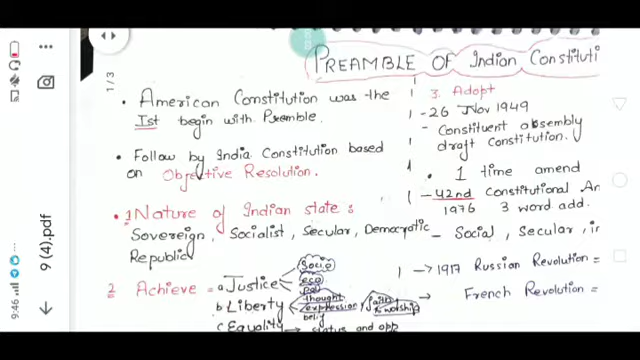 PREAMBLE OF Indian Constituti
• American Constitution was the
Ist begin with Preamble.
• Follow by India Constitution based
on Objective Resolution.
• 1 Nature of Indian state :
Sovereign, Socialist, Secular, Democratic
Republic
2 Achieve = a Justice
socio
eco
pol
b Liberty
thought
expression
belief
faith
& worship
c Equality → status and opp
3. Adopt
- 26 Nov 1949
- Constituent assembly
draft Constitution.
• 1 time amend
- 42nd Constitutional An
1976 3 word add.
- Social, Secular, in
→ 1917 Russian Revolution =
→ French Revolution =
1/3
9 (4).pdf
9:46